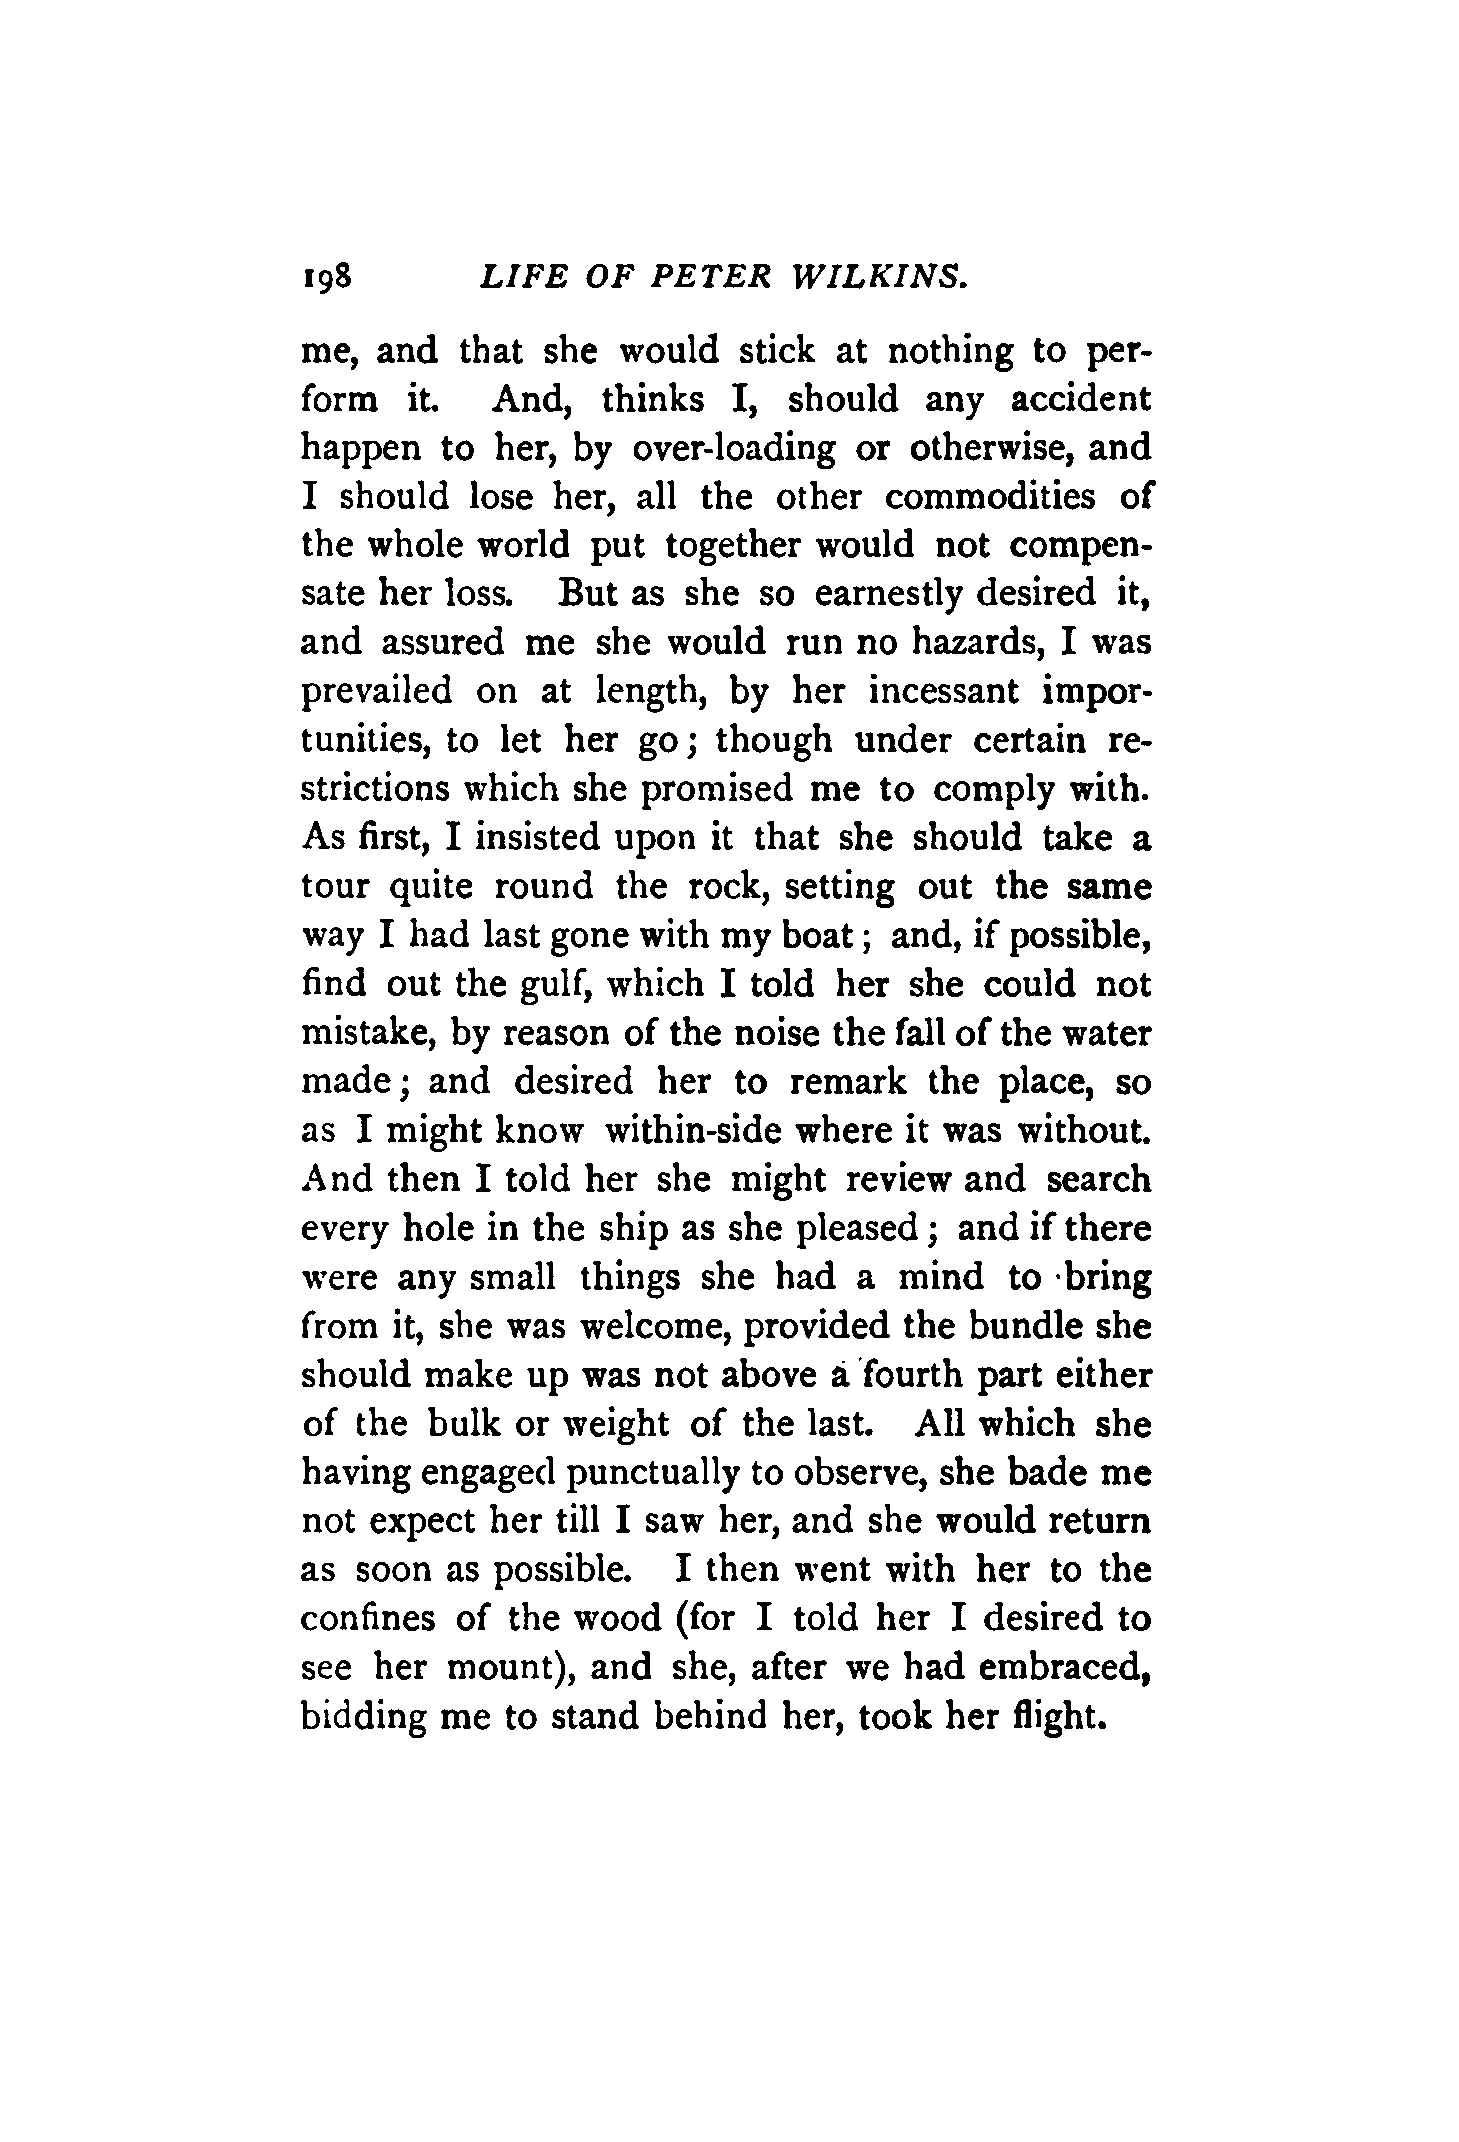 198 LIFE OF PETER WILKINS.
me, and that she would stick at nothing to per-
form it. And, thinks I, should any accident
happen to her, by over-loading or otherwise, and
I should lose her, all the other commodities of
the whole world put together would not compen-
sate her loss. But as she so earnestly desired it,
and assured me she would run no hazards, I was
prevailed on at length, by her incessant impor-
tunities, to let her go; though under certain re-
strictions which she promised me to comply with.
As first, I insisted upon it that she should take a
tour quite round the rock, setting out the same
way I had last gone with my boat; and, if possible,
find out the gulf, which I told her she could not
mistake, by reason of the noise the fall of the water
made; and desired her to remark the place, so
as I might know within-side where it was without.
And then I told her she might review and search
every hole in the ship as she pleased; and if there
were any small things she had a mind to bring
from it, she was welcome, provided the bundle she
should make up was not above a fourth part either
of the bulk or weight of the last. All which she
having engaged punctually to observe, she bade me
not expect her till I saw her, and she would return
as soon as possible. I then went with her to the
confines of the wood (for I told her I desired to
see her mount), and she, after we had embraced,
bidding me to stand behind her, took her flight.